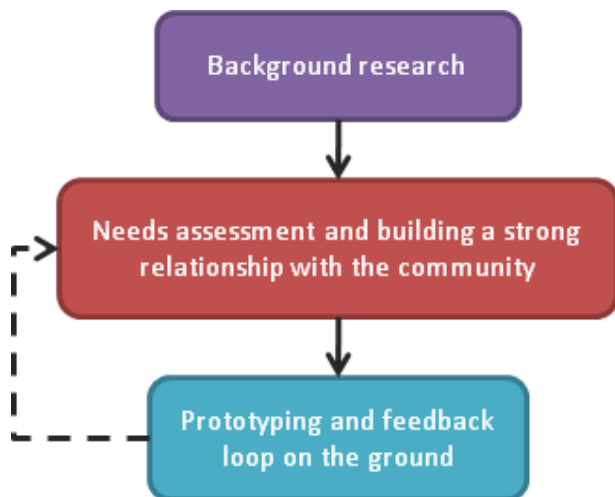 Background research
Needs assessment and building a strong
relationship with the community
Prototyping and feedback
loop on the ground